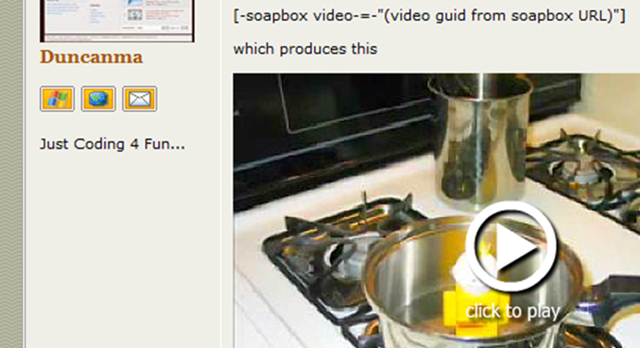 [-soapbox video-=-"(video guid from soapbox URL)"]
Duncanma
which produces this
Just Coding 4 Fun...
click to play